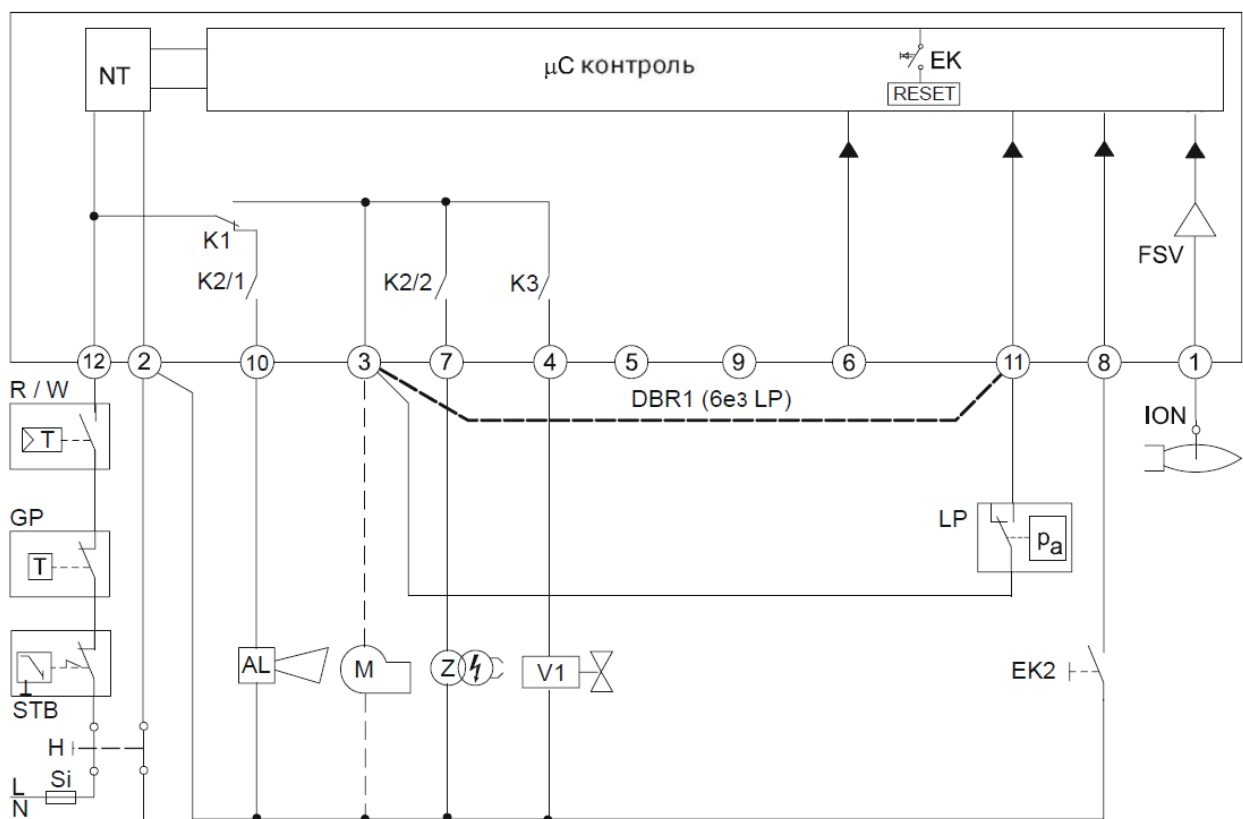 NT
μC контроль
EK
RESET
FSV
K1
K2/1
K2/2
K3
12
2
10
3
7
4
5
9
6
11
8
1
DBR1 (без LP)
R / W
T
ION
GP
T
LP
pa
STB
AL
M
Z
V1
EK2
H
L
Si
N